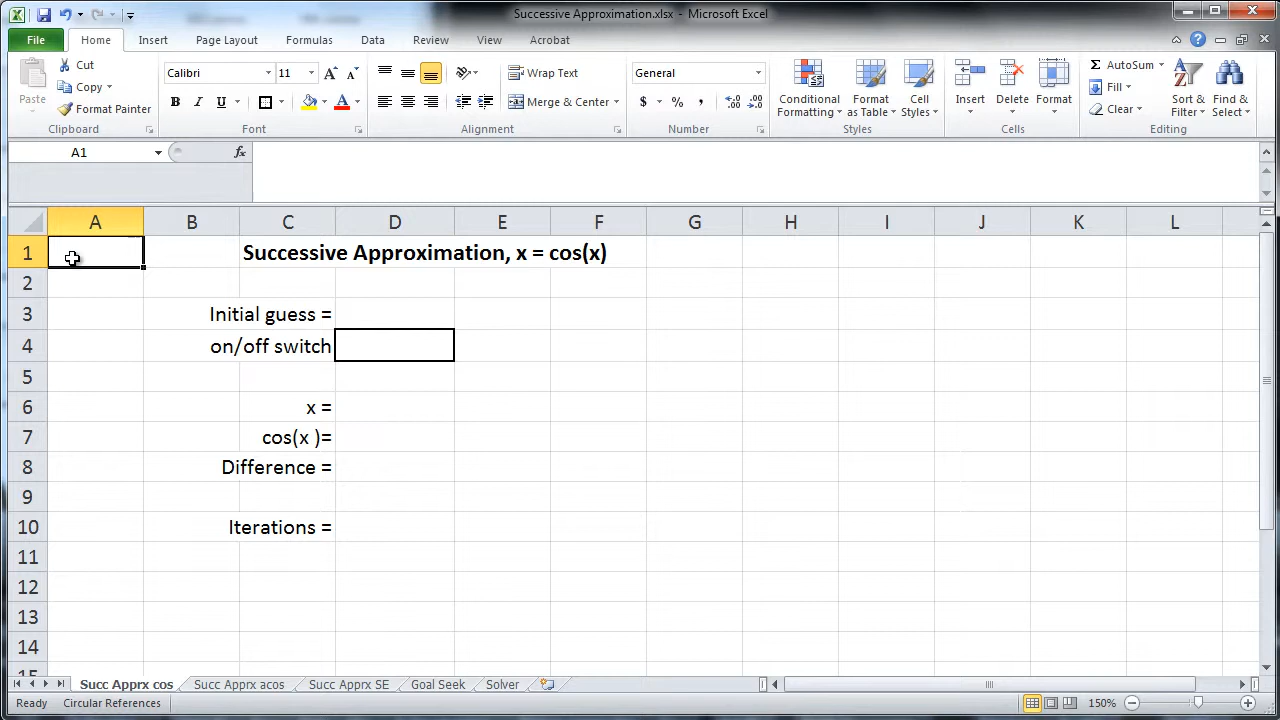 Successive Approximation.xlsx - Microsoft Excel
File Home Insert Page Layout Formulas Data Review View Acrobat
Cut
Copy
Format Painter
Paste
Clipboard
Calibri 11
B I U
Font
Wrap Text
Merge & Center
Alignment
General
$ % ,
Number
Conditional Formatting
Format as Table
Cell Styles
Styles
Insert Delete Format
Cells
Σ AutoSum
Fill
Clear
Sort & Filter
Find & Select
Editing
A1 fx
A B C D E F G H I J K L
1 Successive Approximation, x = cos(x)
2
3 Initial guess =
4 on/off switch
5
6 x =
7 cos(x )=
8 Difference =
9
10 Iterations =
11
12
13
14
15
Succ Apprx cos Succ Apprx acos Succ Apprx SE Goal Seek Solver
Ready Circular References 150%